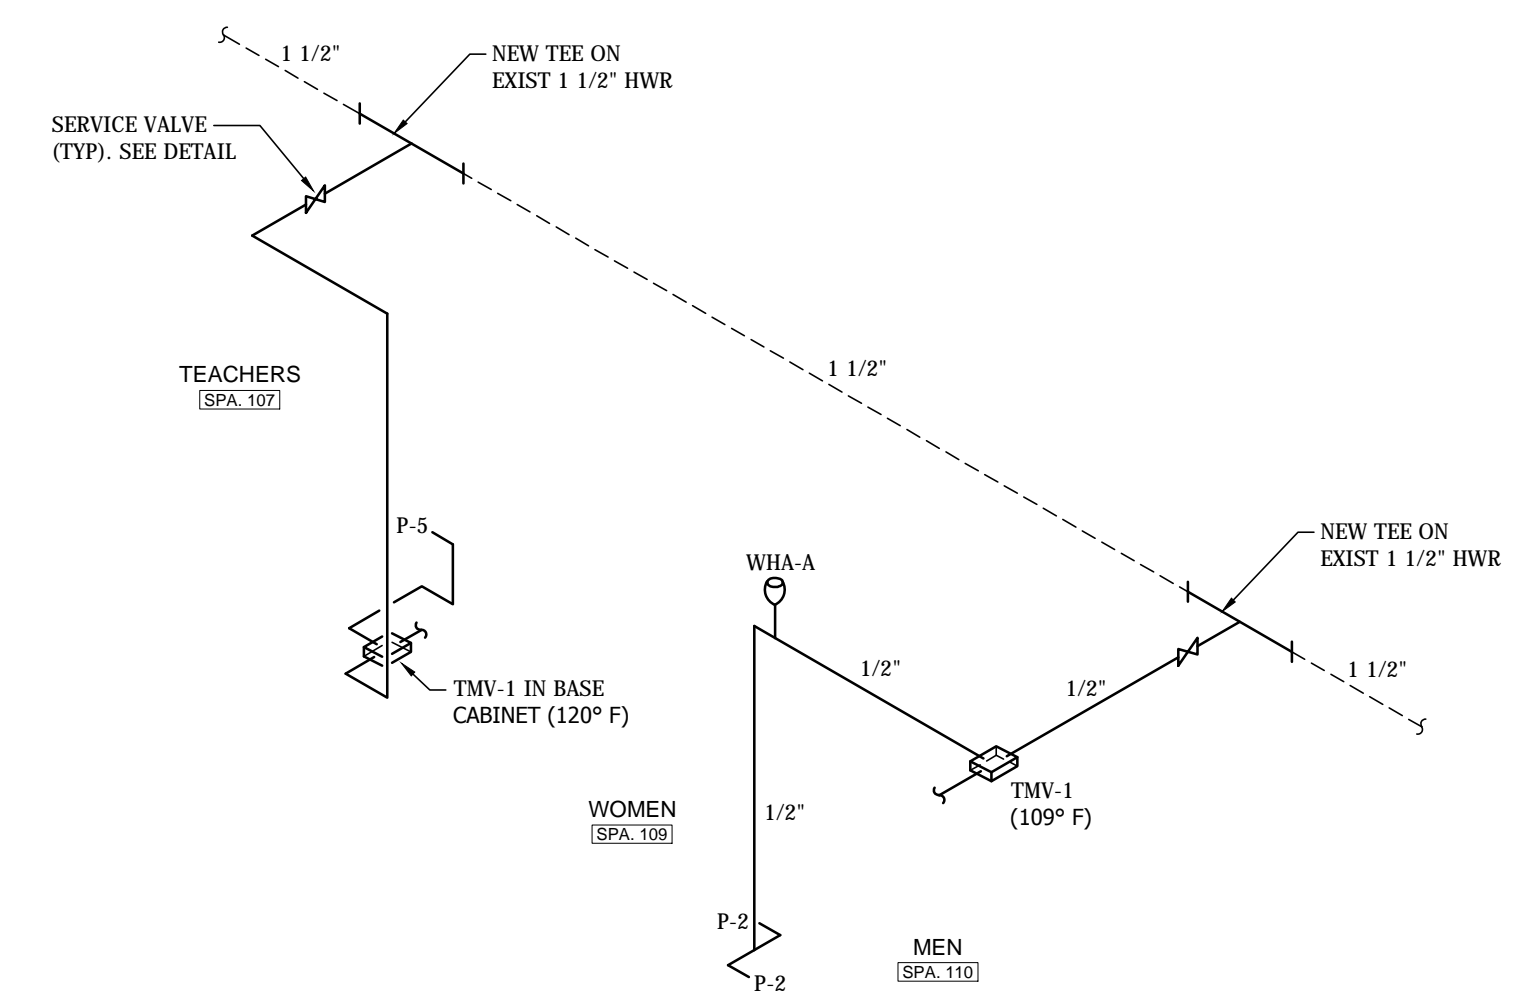 1 1/2"
NEW TEE ON
EXIST 1 1/2" HWR
SERVICE VALVE
(TYP). SEE DETAIL
TEACHERS
SPA. 107
1 1/2"
P-5
NEW TEE ON
EXIST 1 1/2" HWR
WHA-A
1/2"
1/2"
1 1/2"
TMV-1 IN BASE
CABINET (120° F)
TMV-1
(109° F)
WOMEN
SPA. 109
1/2"
P-2
MEN
SPA. 110
P-2